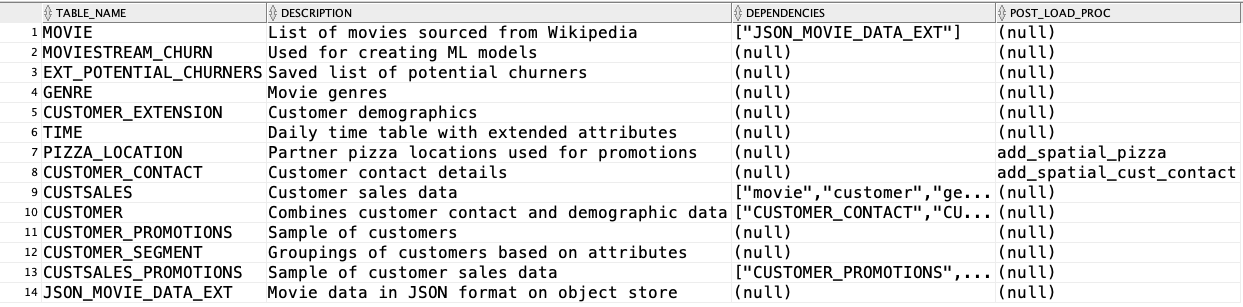 TABLE_NAME DESCRIPTION DEPENDENCIES POST_LOAD_PROC
1 MOVIE List of movies sourced from Wikipedia ["JSON_MOVIE_DATA_EXT"] (null)
2 MOVIESTREAM_CHURN Used for creating ML models (null) (null)
3 EXT_POTENTIAL_CHURNERS Saved list of potential churners (null) (null)
4 GENRE Movie genres (null) (null)
5 CUSTOMER_EXTENSION Customer demographics (null) (null)
6 TIME Daily time table with extended attributes (null) (null)
7 PIZZA_LOCATION Partner pizza locations used for promotions (null) add_spatial_pizza
8 CUSTOMER_CONTACT Customer contact details (null) add_spatial_cust_contact
9 CUSTSALES Customer sales data ["movie","customer","ge... (null)
10 CUSTOMER Combines customer contact and demographic data ["CUSTOMER_CONTACT","CU... (null)
11 CUSTOMER_PROMOTIONS Sample of customers (null) (null)
12 CUSTOMER_SEGMENT Groupings of customers based on attributes (null) (null)
13 CUSTSALES_PROMOTIONS Sample of customer sales data ["CUSTOMER_PROMOTIONS",... (null)
14 JSON_MOVIE_DATA_EXT Movie data in JSON format on object store (null) (null)